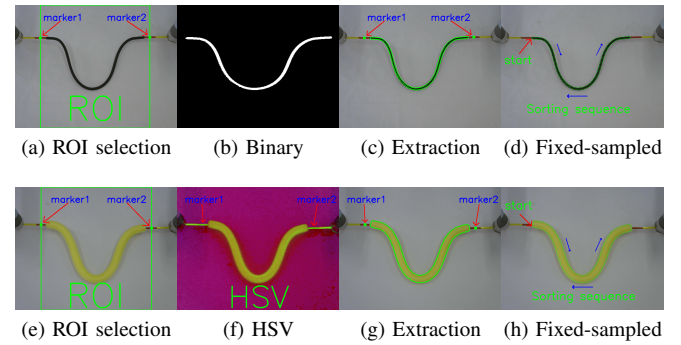 marker1 marker2
ROI
marker1 marker2
start
Sorting sequence
(a) ROI selection (b) Binary (c) Extraction (d) Fixed-sampled
marker1 marker2
ROI
marker1 marker2
HSV
marker1 marker2
start
Sorting sequence
(e) ROI selection (f) HSV (g) Extraction (h) Fixed-sampled